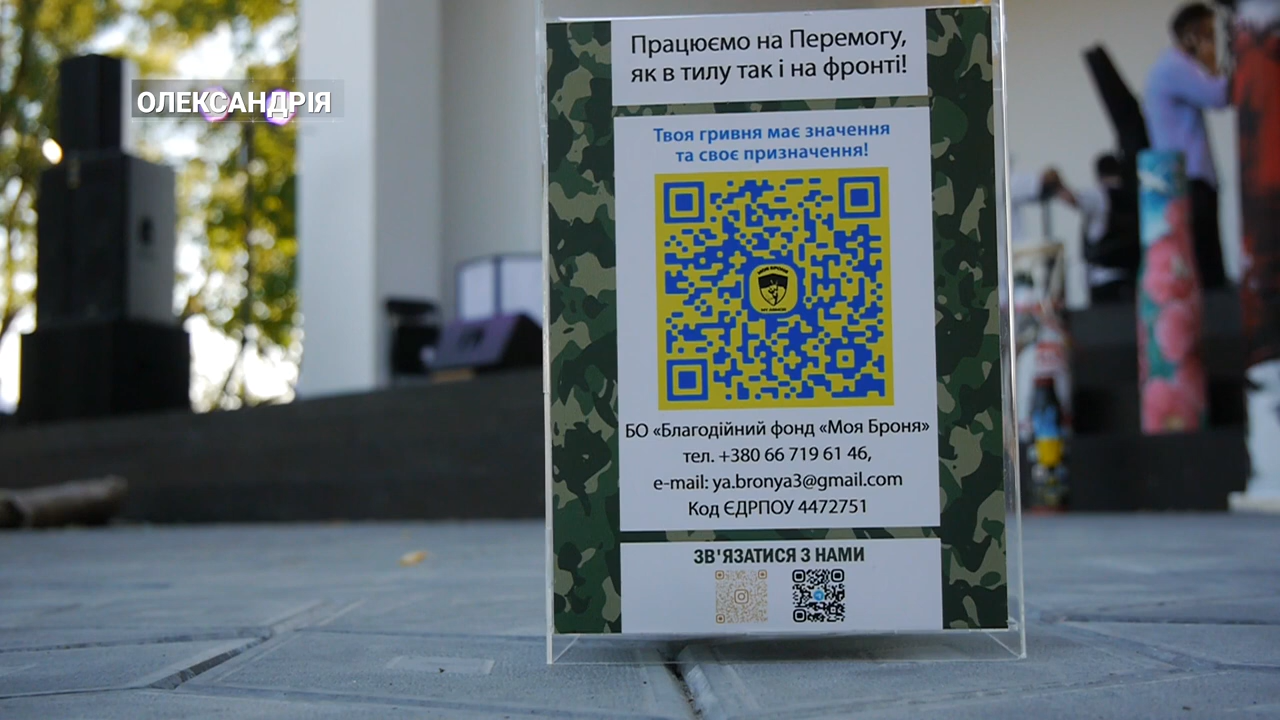 ОЛЕКСАНДРІЯ
Працюємо на Перемогу,
як в тилу так і на фронті!
Твоя гривня має значення
та своє призначення!
МОЯ БРОНЯ
БО «Благодійний фонд «Моя Броня»
тел. +380 66 719 61 46,
e-mail: ya.bronya3@gmail.com
Код ЄДРПОУ 4472751
ЗВ'ЯЗАТИСЯ З НАМИ